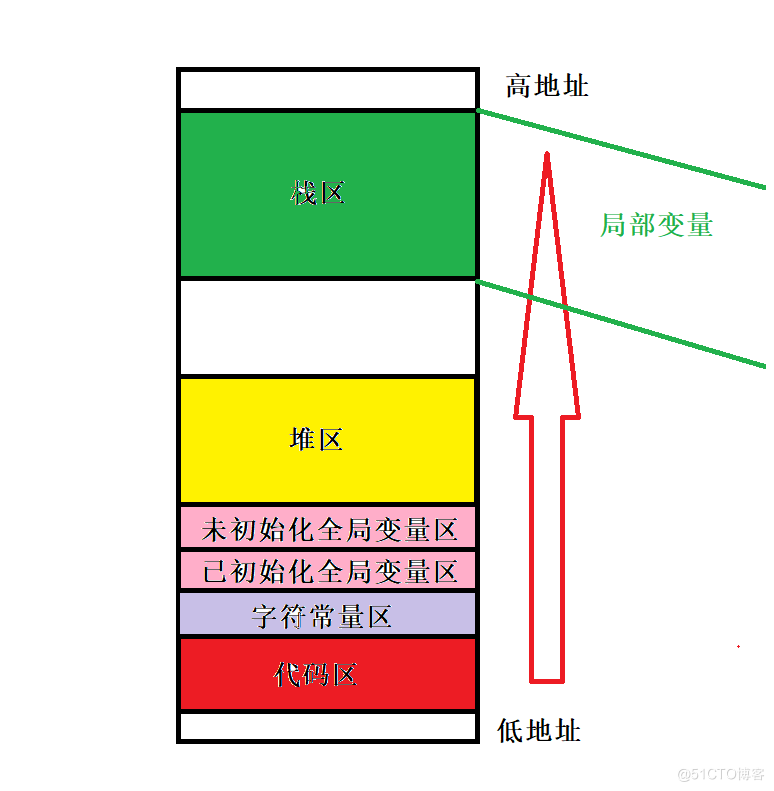 高地址
栈区
局部变量
堆区
未初始化全局变量区
已初始化全局变量区
字符常量区
代码区
低地址
@51CTO博客